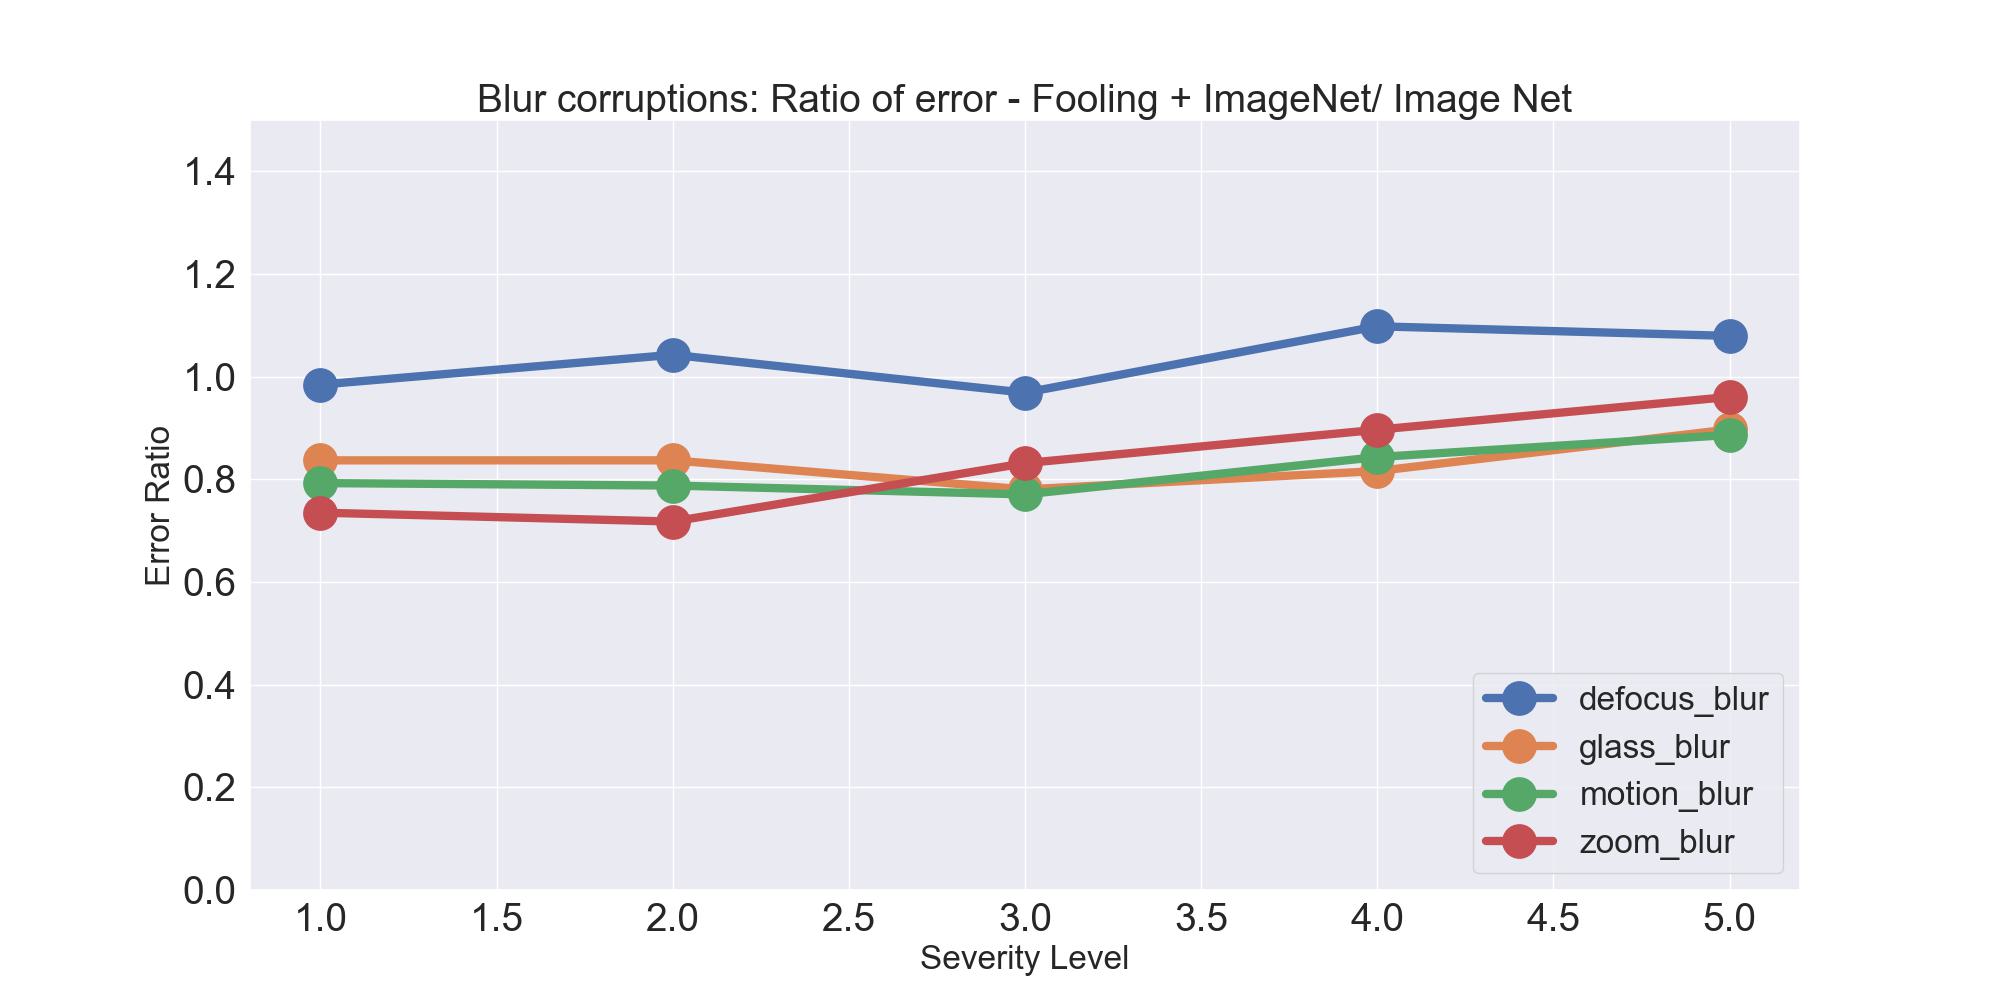 Blur corruptions: Ratio of error - Fooling + ImageNet/ Image Net
1.4
1.2
1.0
0.8
0.6
0.4
0.2
0.0
Error Ratio
defocus_blur
glass_blur
motion_blur
zoom_blur
1.0 1.5 2.0 2.5 3.0 3.5 4.0 4.5 5.0
Severity Level